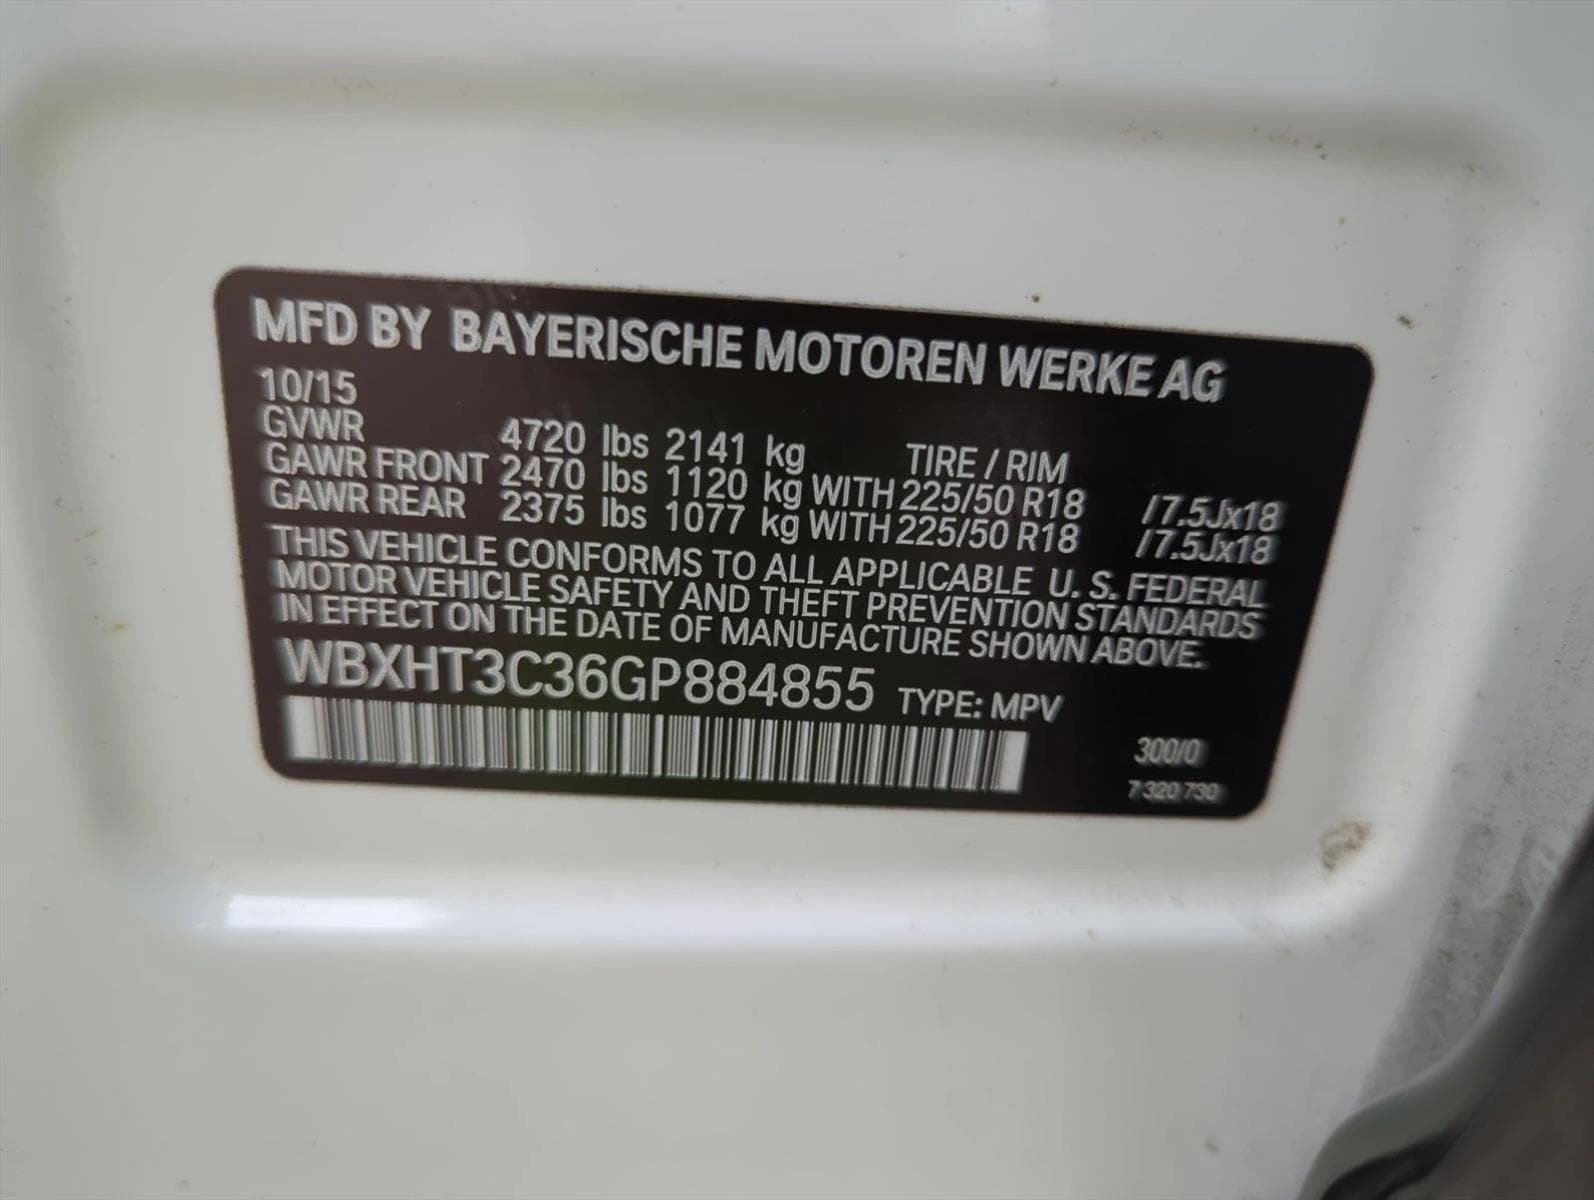 MFD BY BAYERISCHE MOTOREN WERKE AG
10/15
GVWR 4720 lbs 2141 kg TIRE / RIM
GAWR FRONT 2470 lbs 1120 kg WITH 225/50 R18 /7.5Jx18
GAWR REAR 2375 lbs 1077 kg WITH 225/50 R18 /7.5Jx18
THIS VEHICLE CONFORMS TO ALL APPLICABLE U. S. FEDERAL
MOTOR VEHICLE SAFETY AND THEFT PREVENTION STANDARDS
IN EFFECT ON THE DATE OF MANUFACTURE SHOWN ABOVE.
WBXHT3C36GP884855 TYPE: MPV
300/0
7 320 730